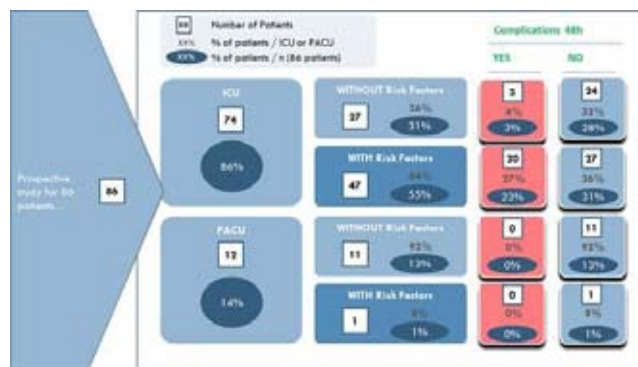 Number of Patients
XX%
% of patients / ICU or PACU
XX%
% of patients / n (86 patients)
Complications 48h
YES
NO
Prospective
study for 86
patients...
86
ICU
74
86%
WITHOUT Risk Factors
27
36%
31%
3
4%
3%
24
32%
28%
WITH Risk Factors
47
64%
55%
20
27%
23%
27
36%
31%
PACU
12
14%
WITHOUT Risk Factors
11
92%
13%
0
0%
0%
11
92%
13%
WITH Risk Factors
1
8%
1%
0
0%
0%
1
8%
1%